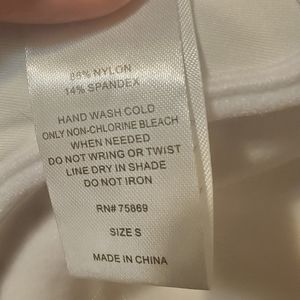 86% NYLON
14% SPANDEX
HAND WASH COLD
ONLY NON-CHLORINE BLEACH
WHEN NEEDED
DO NOT WRING OR TWIST
LINE DRY IN SHADE
DO NOT IRON
RN# 75869
SIZE S
MADE IN CHINA